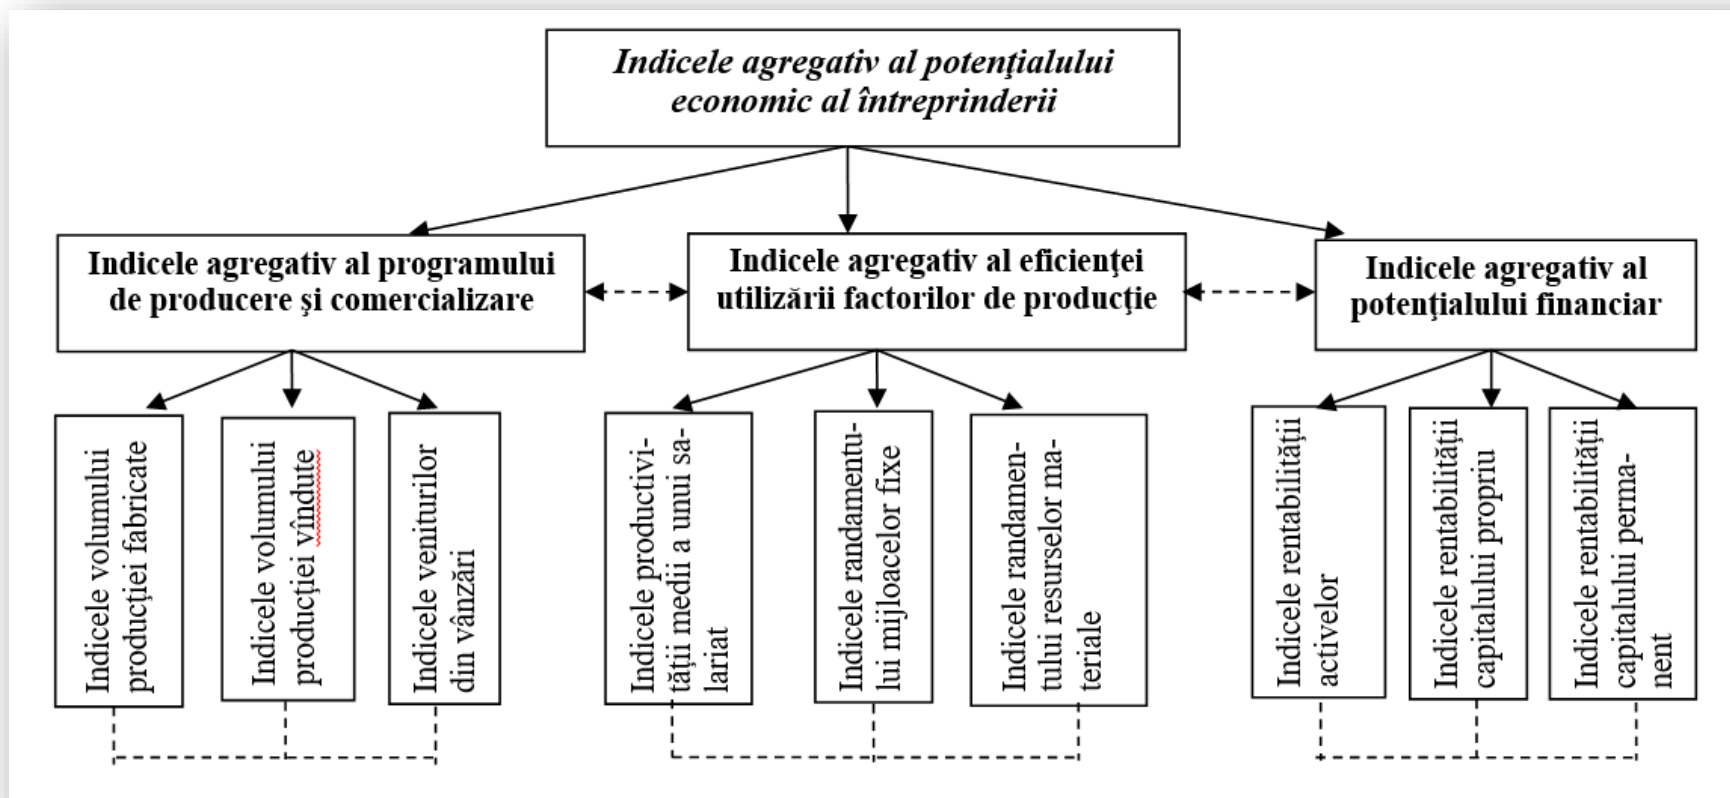 Indicele agregativ al potenţialului
economic al întreprinderii
Indicele agregativ al programului
de producere şi comercializare
Indicele agregativ al eficienţei
utilizării factorilor de producţie
Indicele agregativ al
potenţialului financiar
Indicele volumului
producţiei fabricate
Indicele volumului
producţiei vîndute
Indicele veniturilor
din vânzări
Indicele productivi-
tăţii medii a unui sa-
lariat
Indicele randamentu-
lui mijloacelor fixe
Indicele randamen-
tului resurselor ma-
teriale
Indicele rentabilităţii
activelor
Indicele rentabilităţii
capitalului propriu
Indicele rentabilităţii
capitalului perma-
nent